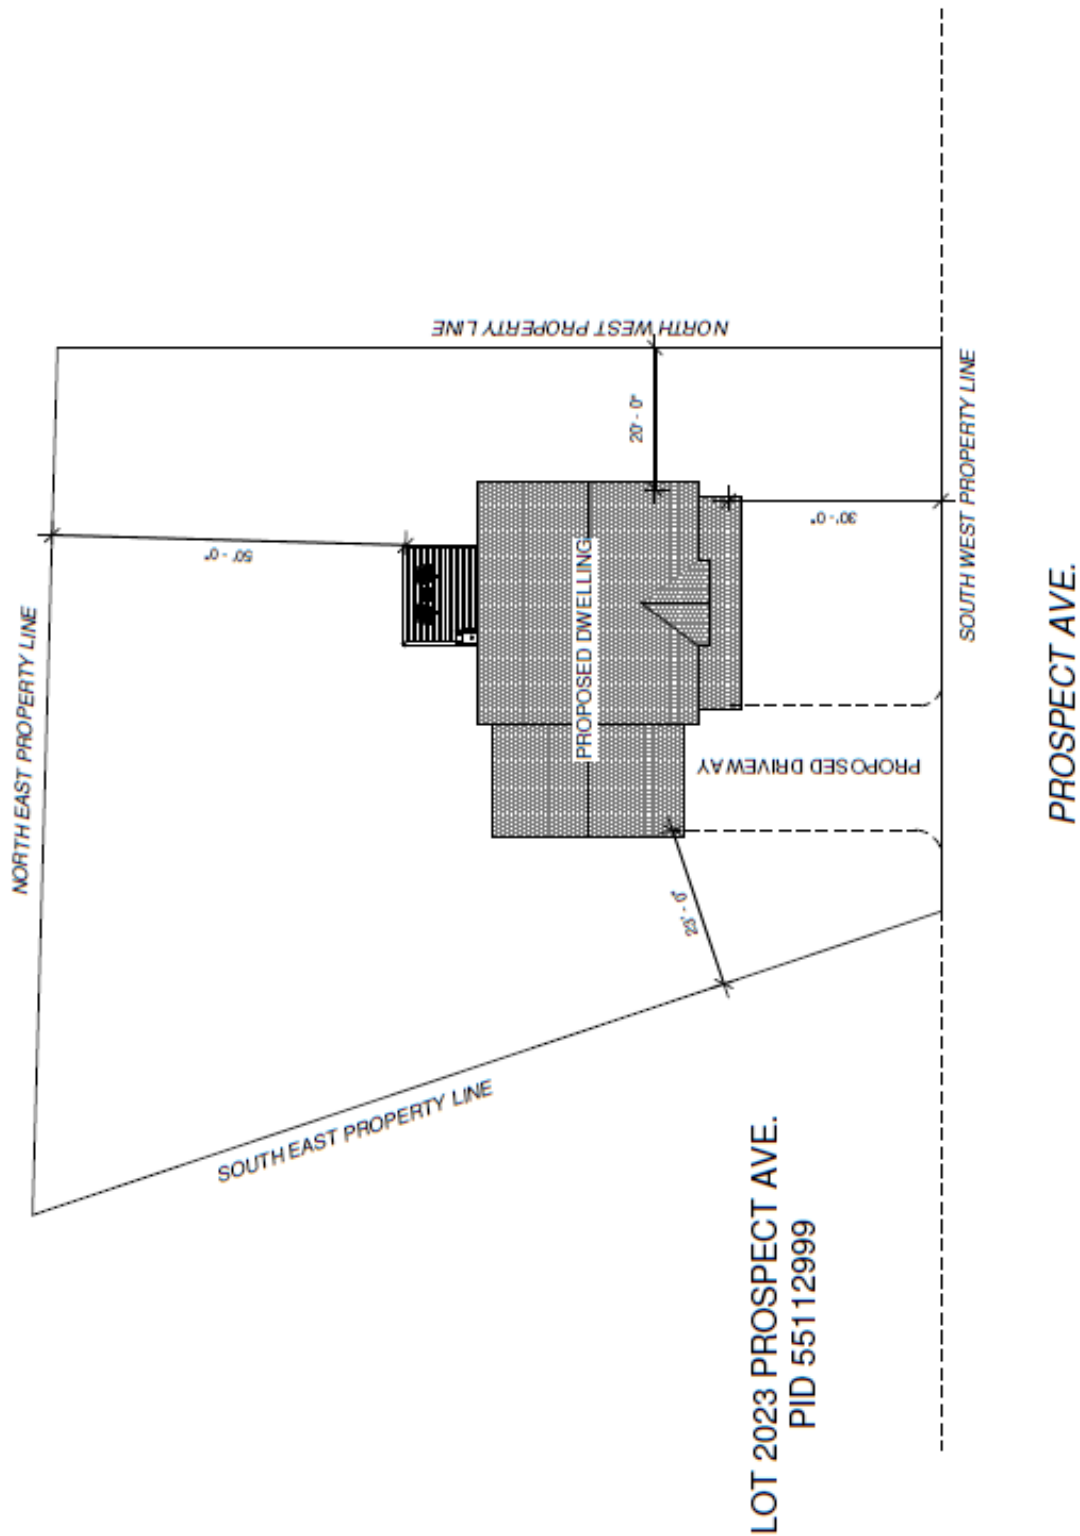 NORTH EAST PROPERTY LINE
NORTH WEST PROPERTY LINE
50' - 0"
20' - 0"
30' - 0"
PROPOSED DWELLING
PROPOSED DRIVEWAY
23' - 6"
SOUTH EAST PROPERTY LINE
SOUTH WEST PROPERTY LINE
PROSPECT AVE.
LOT 2023 PROSPECT AVE.
PID 55112999